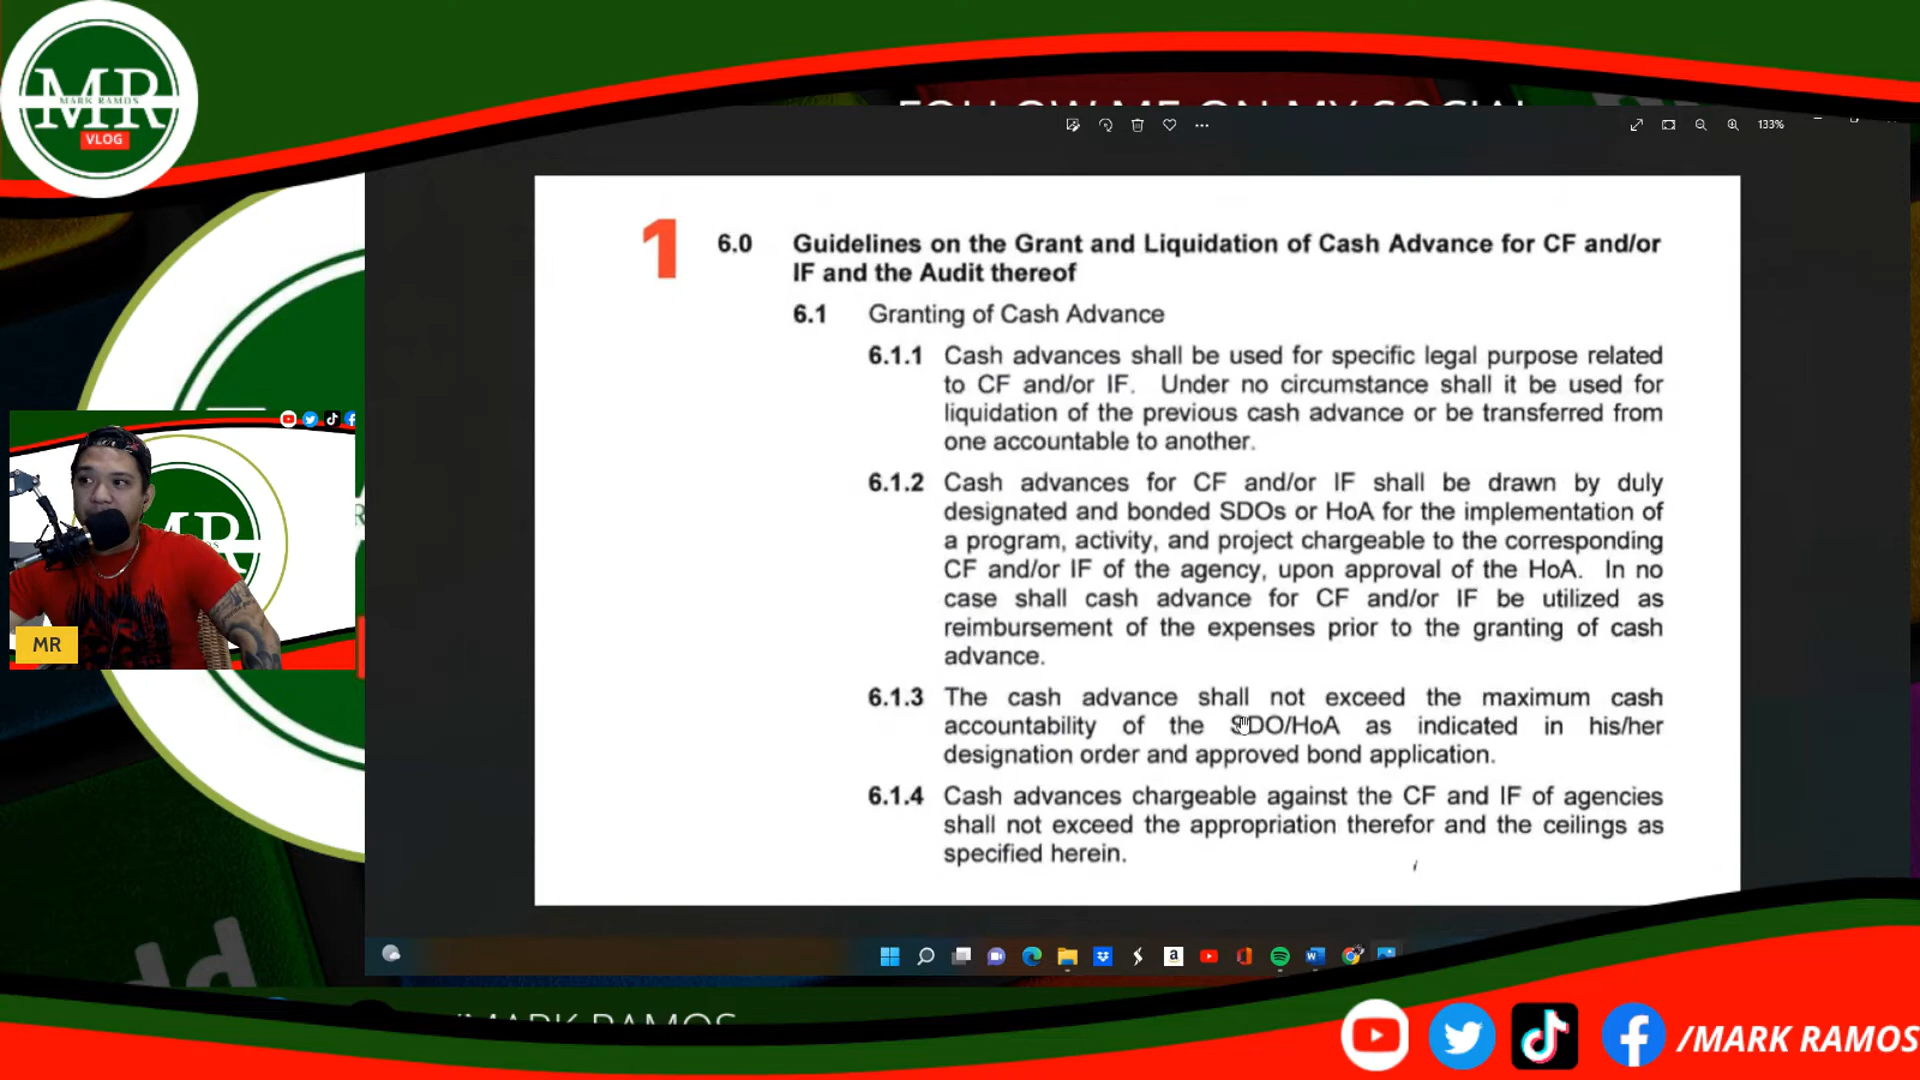 MR
MARK RAMOS
VLOG
FOLLOW ME ON MY SOCIAL
133%
1
6.0 Guidelines on the Grant and Liquidation of Cash Advance for CF and/or
IF and the Audit thereof
6.1 Granting of Cash Advance
6.1.1 Cash advances shall be used for specific legal purpose related
to CF and/or IF. Under no circumstance shall it be used for
liquidation of the previous cash advance or be transferred from
one accountable to another.
6.1.2 Cash advances for CF and/or IF shall be drawn by duly
designated and bonded SDOs or HoA for the implementation of
a program, activity, and project chargeable to the corresponding
CF and/or IF of the agency, upon approval of the HoA. In no
case shall cash advance for CF and/or IF be utilized as
reimbursement of the expenses prior to the granting of cash
advance.
6.1.3 The cash advance shall not exceed the maximum cash
accountability of the SDO/HoA as indicated in his/her
designation order and approved bond application.
6.1.4 Cash advances chargeable against the CF and IF of agencies
shall not exceed the appropriation therefor and the ceilings as
specified herein.
MR
/MARK RAMOS
/MARK RAMOS